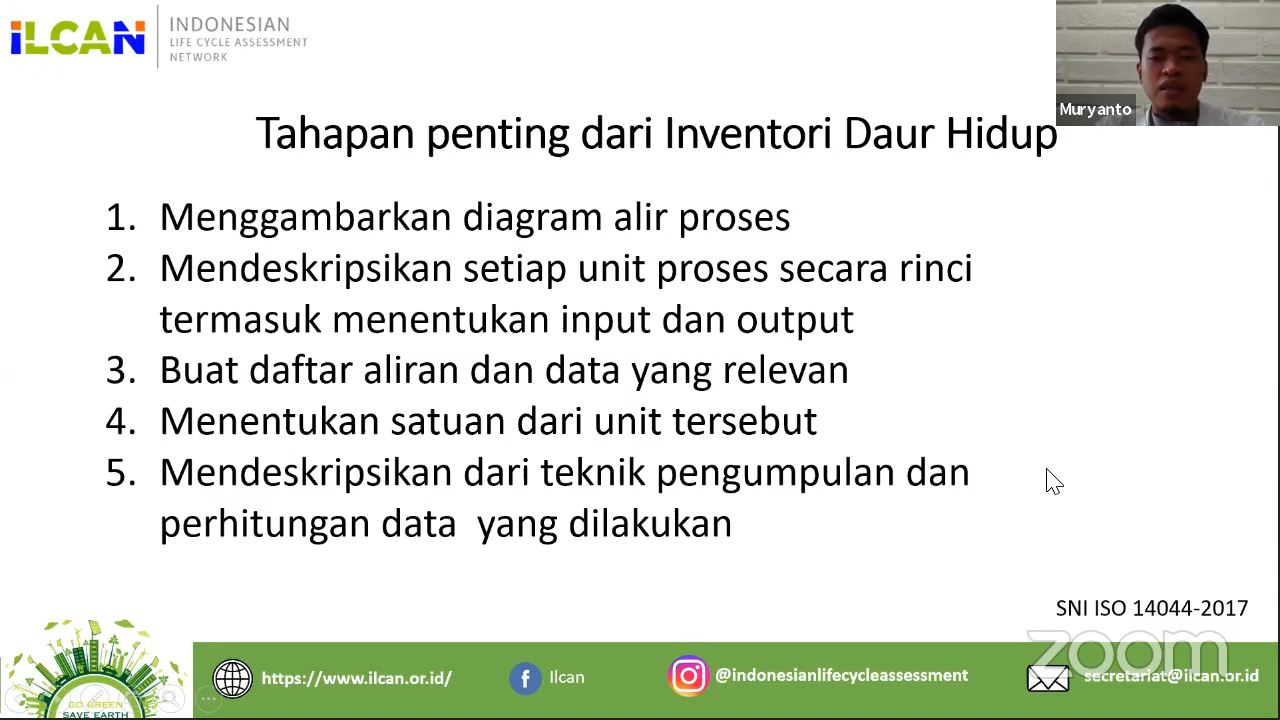 iLCAN
INDONESIAN
LIFE CYCLE ASSESSMENT
NETWORK
Muryanto
Tahapan penting dari Inventori Daur Hidup
1. Menggambarkan diagram alir proses
2. Mendeskripsikan setiap unit proses secara rinci
termasuk menentukan input dan output
3. Buat daftar aliran dan data yang relevan
4. Menentukan satuan dari unit tersebut
5. Mendeskripsikan dari teknik pengumpulan dan
perhitungan data  yang dilakukan
SNI ISO 14044-2017
zoom
GO GREEN
SAVE EARTH
https://www.ilcan.or.id/
f
Ilcan
@indonesianlifecycleassessment
secretariat@ilcan.or.id